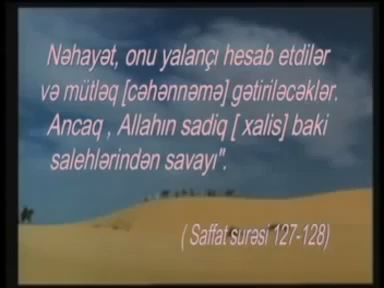 Nəhayət, onu yalançı hesab etdilər
və mütləq [cəhənnəmə] gətiriləcəklər.
Ancaq , Allahın sadiq [ xalis] baki
salehlərindən savayı".
( Saffat surəsi 127-128)